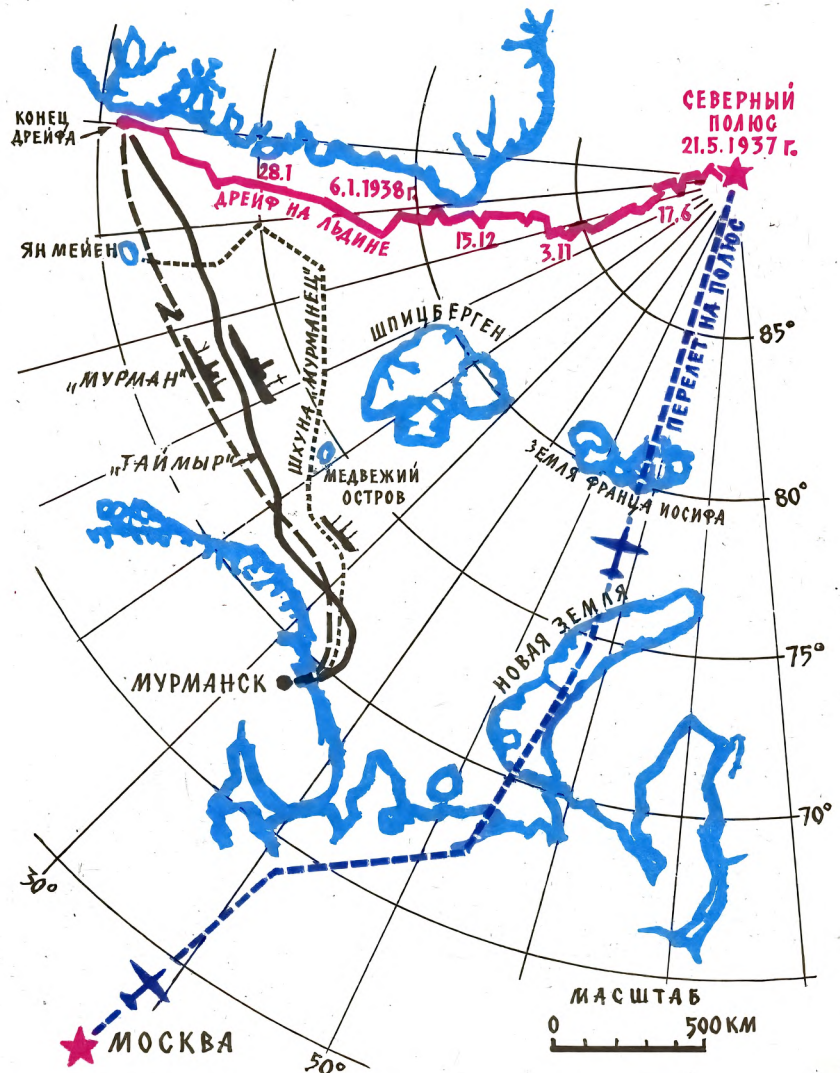 СЕВЕРНЫЙ
ПОЛЮС
21.5.1937 г.
КОНЕЦ
ДРЕЙФА
28.1
6.1.1938 г.
ДРЕЙФ НА ЛЬДИНЕ
15.12
3.11
17.6
ЯН МЕЙЕН
ПЕРЕЛЕТ НА ПОЛЮС
ШПИЦБЕРГЕН
85°
„МУРМАН"
ШХУНА „МУРМАНЕЦ"
„ТАЙМЫР"
МЕДВЕЖИЙ
ОСТРОВ
ЗЕМЛЯ ФРАНЦА ИОСИФА
80°
НОВАЯ ЗЕМЛЯ
75°
МУРМАНСК
70°
30°
МАСШТАБ
0 500 КМ
МОСКВА
50°